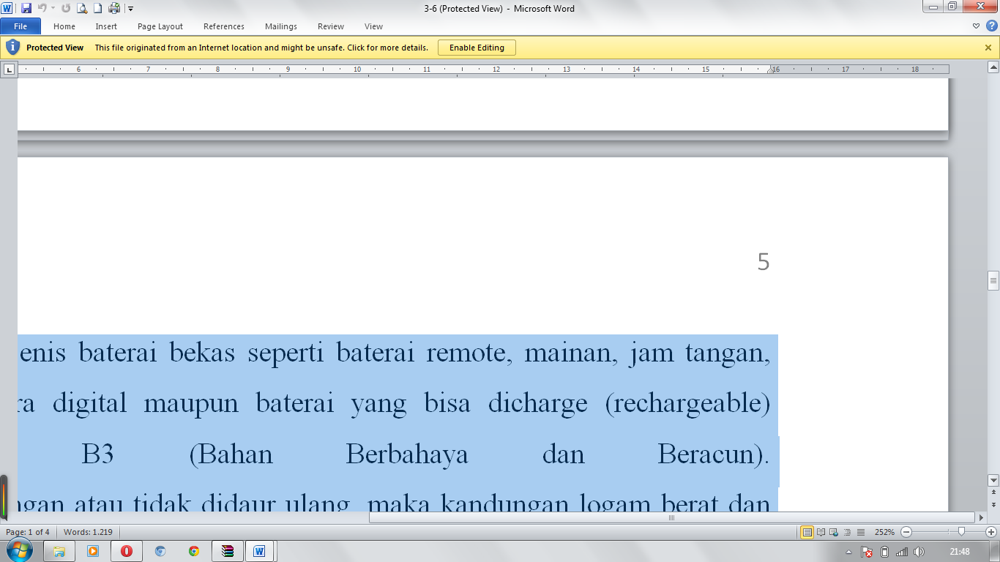 3-6 (Protected View) - Microsoft Word
File Home Insert Page Layout References Mailings Review View
Protected View This file originated from an Internet location and might be unsafe. Click for more details. Enable Editing
6 7 8 9 10 11 12 13 14 15 16 17 18
5
enis baterai bekas seperti baterai remote, mainan, jam tangan,
ra digital maupun baterai yang bisa dicharge (rechargeable)
B3 (Bahan Berbahaya dan Beracun).
ngan atau tidak didaur ulang, maka kandungan logam berat dan
Page: 1 of 4 Words: 1.219 252%
21:48